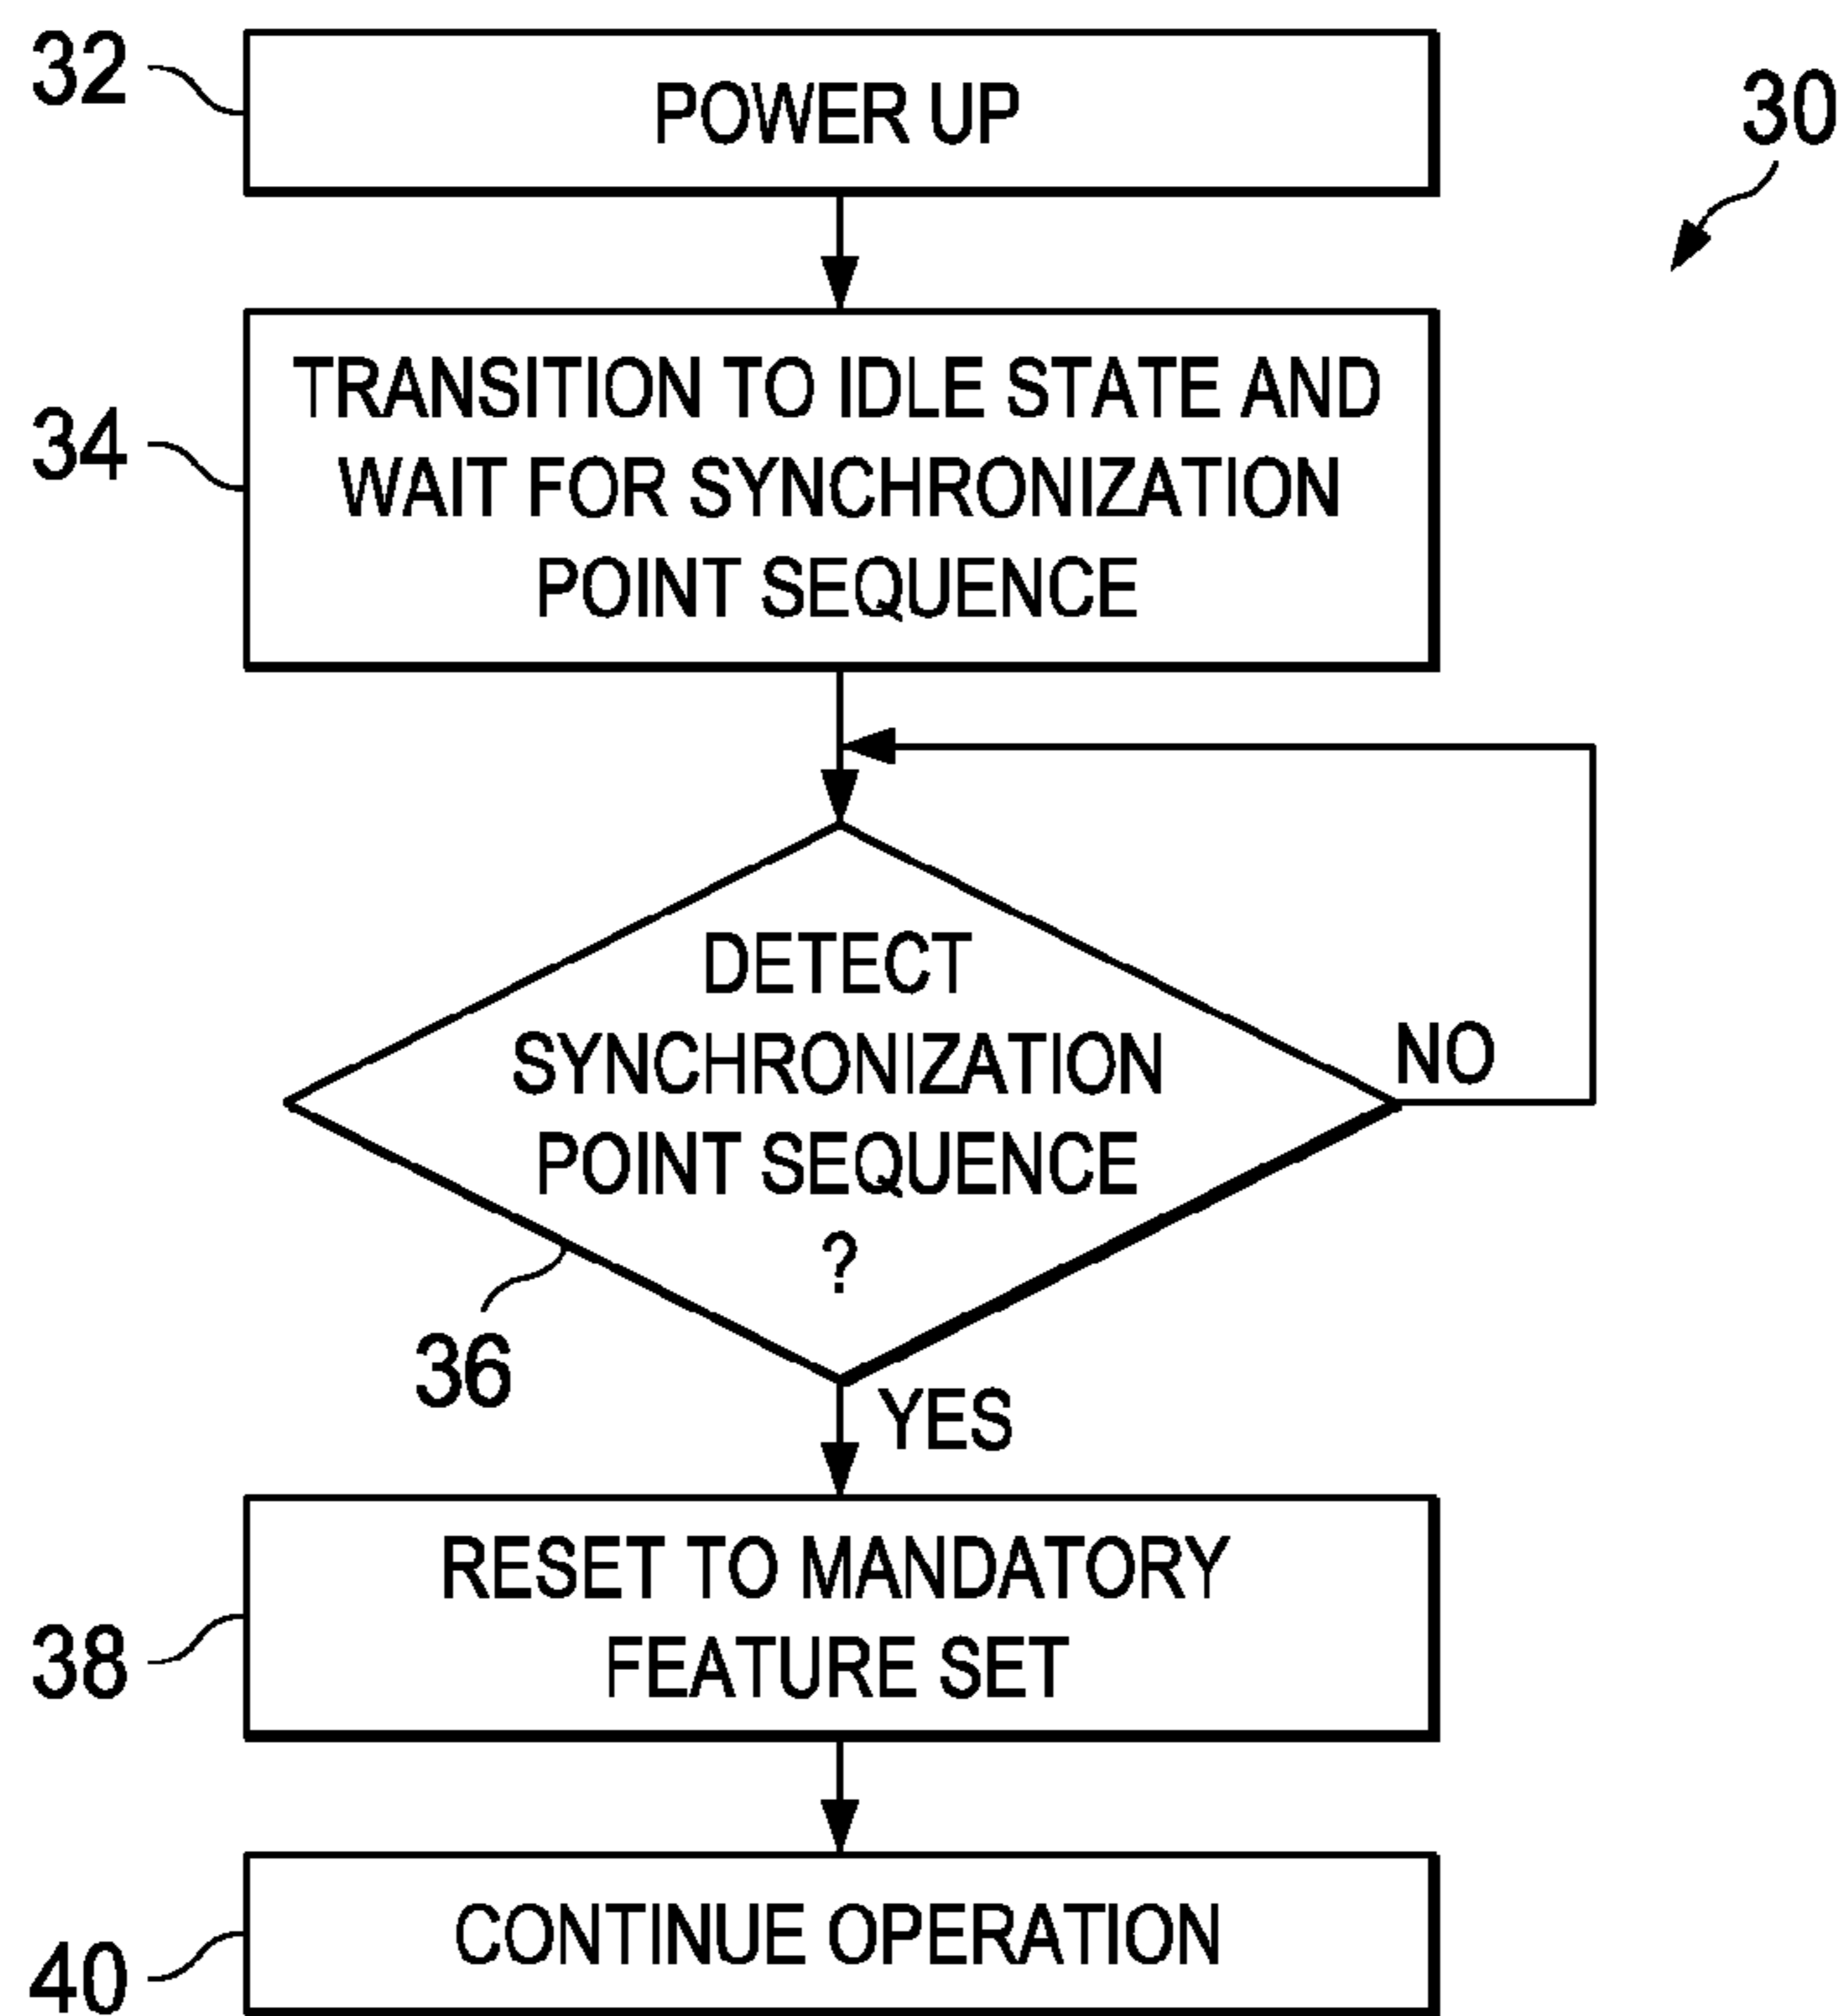 32
POWER UP
30
34
TRANSITION TO IDLE STATE AND
WAIT FOR SYNCHRONIZATION
POINT SEQUENCE
DETECT
SYNCHRONIZATION
POINT SEQUENCE
?
NO
36
YES
38
RESET TO MANDATORY
FEATURE SET
40
CONTINUE OPERATION